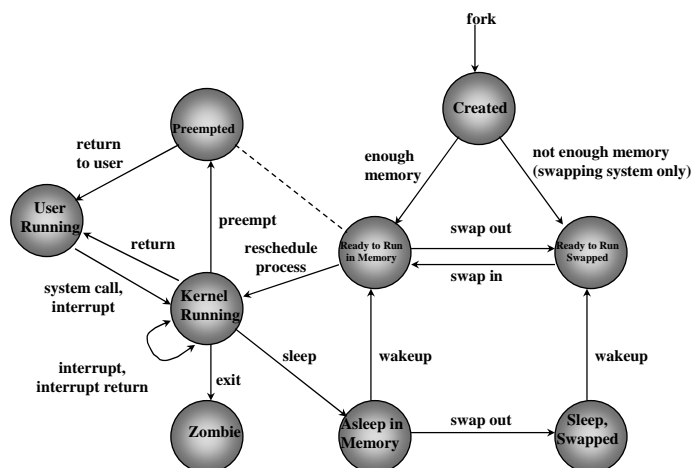 fork
Created
Preempted
return
to user
enough
memory
not enough memory
(swapping system only)
User
Running
preempt
return
reschedule
process
Ready to Run
in Memory
swap out
swap in
Ready to Run
Swapped
system call,
interrupt
Kernel
Running
interrupt,
interrupt return
sleep
wakeup
wakeup
exit
Zombie
Asleep in
Memory
swap out
Sleep,
Swapped